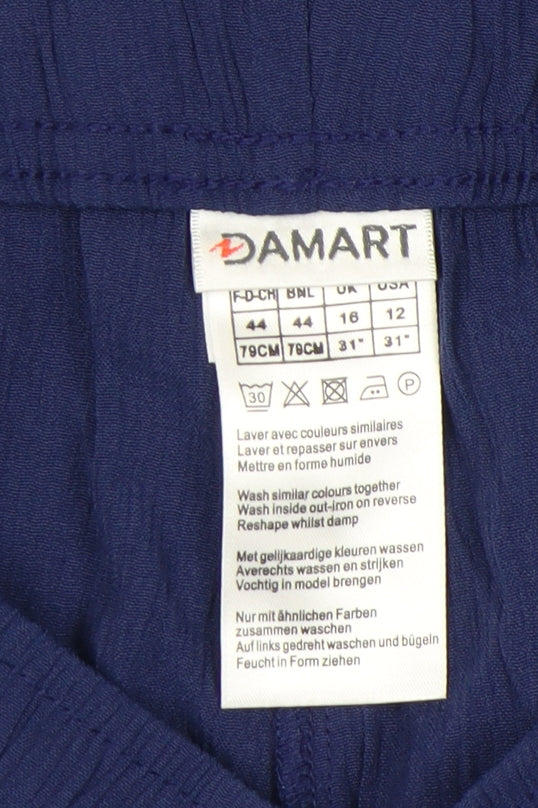 DAMART
F-D-CH BNL UK USA
44 44 16 12
79CM 79CM 31" 31"
30 P
Laver avec couleurs similaires
Laver et repasser sur envers
Mettre en forme humide
Wash similar colours together
Wash inside out-iron on reverse
Reshape whilst damp
Met gelijkaardige kleuren wassen
Averechts wassen en strijken
Vochtig in model brengen
Nur mit ähnlichen Farben
zusammen waschen
Auf links gedreht waschen und bügeln
Feucht in Form ziehen